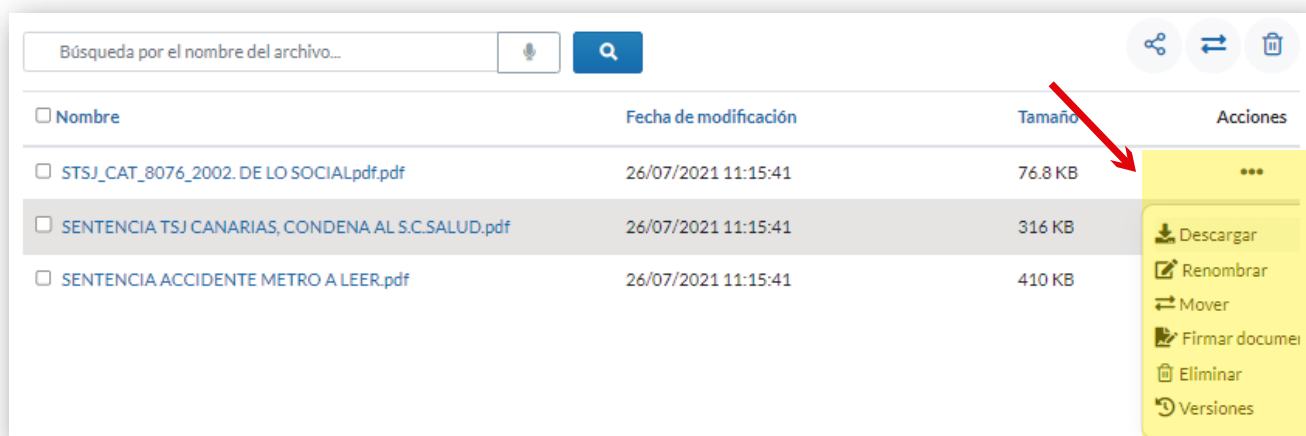 Búsqueda por el nombre del archivo...
Nombre Fecha de modificación Tamaño Acciones
STSJ_CAT_8076_2002. DE LO SOCIALpdf.pdf 26/07/2021 11:15:41 76.8 KB
SENTENCIA TSJ CANARIAS, CONDENA AL S.C.SALUD.pdf 26/07/2021 11:15:41 316 KB
Descargar
SENTENCIA ACCIDENTE METRO A LEER.pdf 26/07/2021 11:15:41 410 KB
Renombrar
Mover
Firmar docume
Eliminar
Versiones